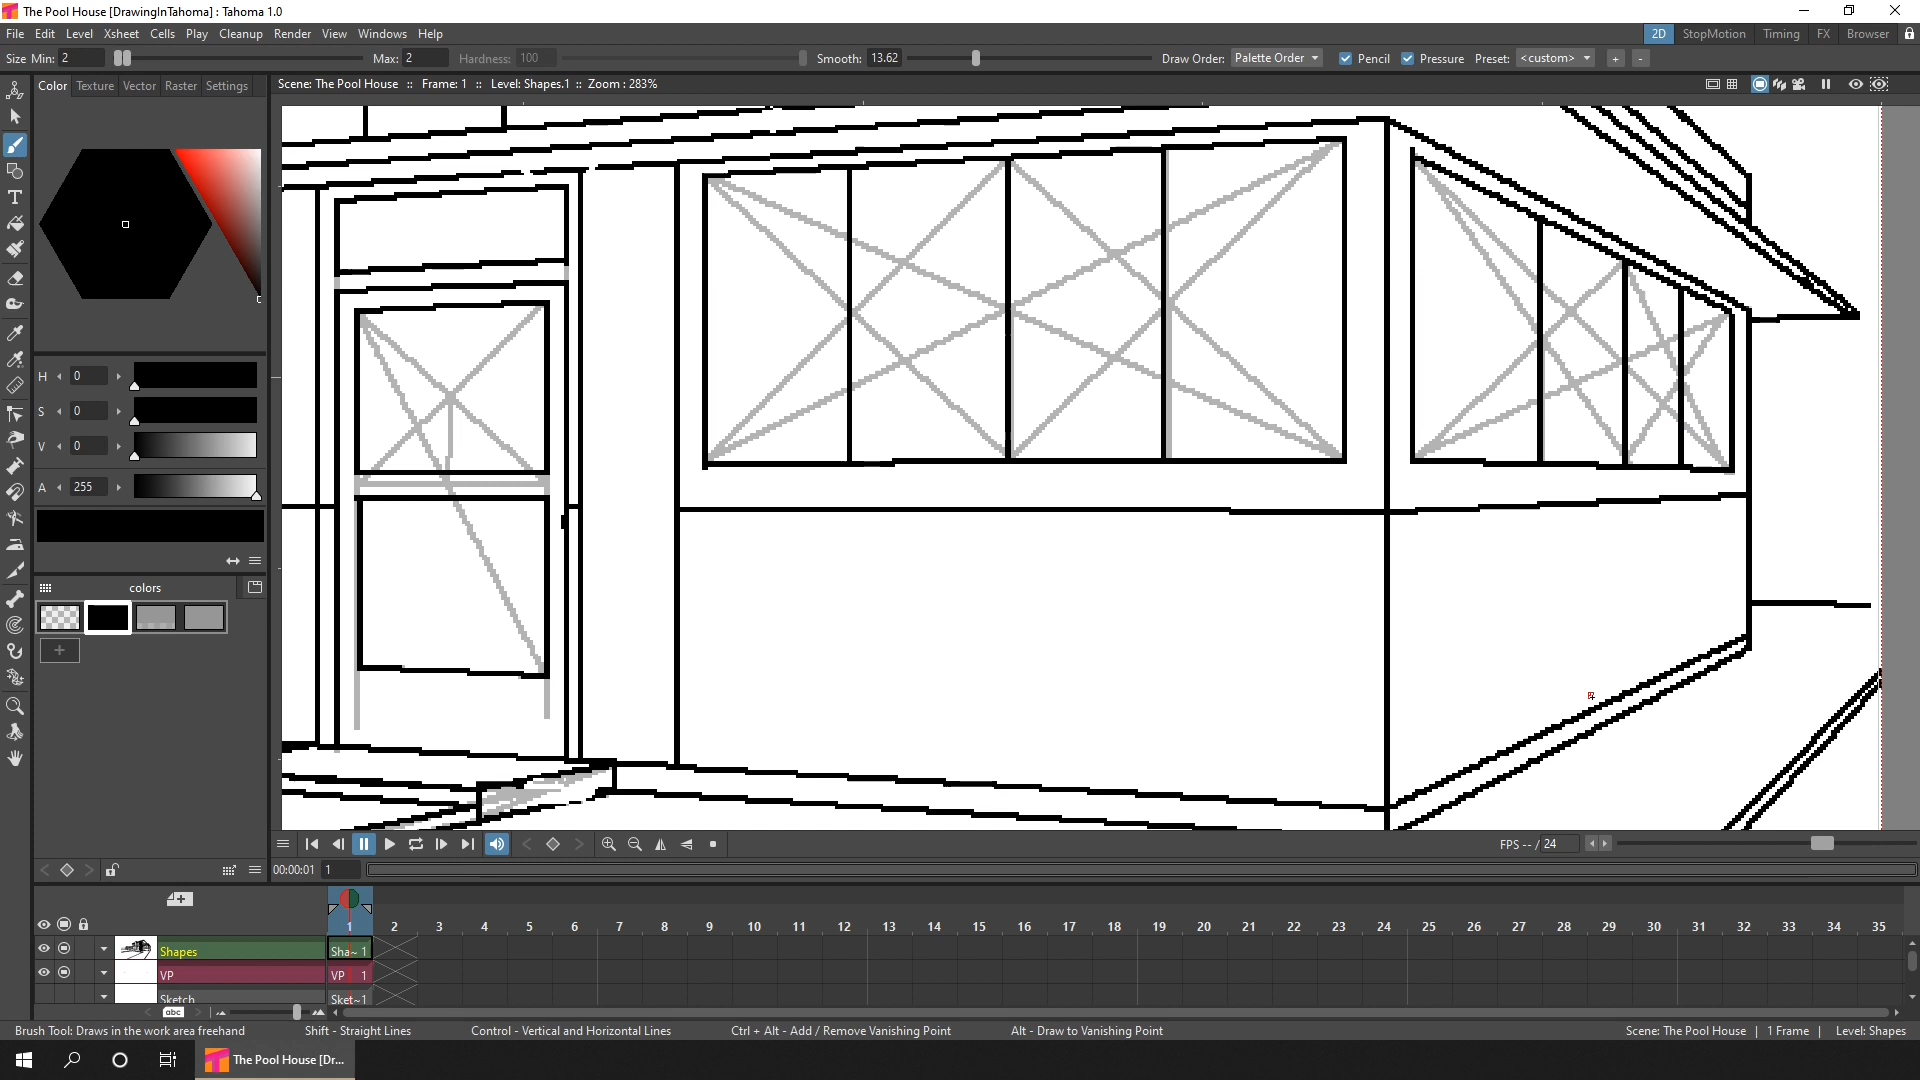 The Pool House [DrawingInTahoma] : Tahoma 1.0
File Edit Level Xsheet Cells Play Cleanup Render View Windows Help
2D StopMotion Timing FX Browser
Size Min: 2 Max: 2 Hardness: 100 Smooth: 13.62 Draw Order: Palette Order Pencil Pressure Preset: <custom> + -
Color Texture Vector Raster Settings
Scene: The Pool House :: Frame: 1 :: Level: Shapes.1 :: Zoom : 283%
H 0
S 0
V 0
A 255
colors
+
FPS -- / 24
00:00:01 1
1 2 3 4 5 6 7 8 9 10 11 12 13 14 15 16 17 18 19 20 21 22 23 24 25 26 27 28 29 30 31 32 33 34 35
Shapes Sha~ 1
VP VP 1
Sketch Sket~1
abc
Brush Tool: Draws in the work area freehand Shift - Straight Lines Control - Vertical and Horizontal Lines Ctrl + Alt - Add / Remove Vanishing Point Alt - Draw to Vanishing Point Scene: The Pool House | 1 Frame | Level: Shapes
The Pool House [Dr...